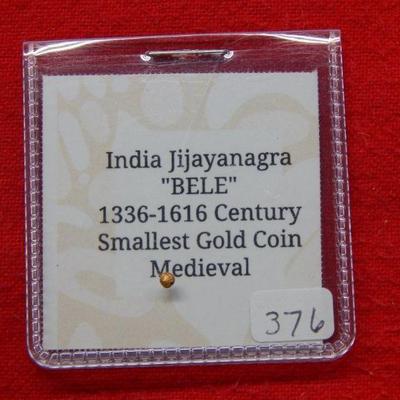 India Jijayanagra
"BELE"
1336-1616 Century
Smallest Gold Coin
Medieval
376